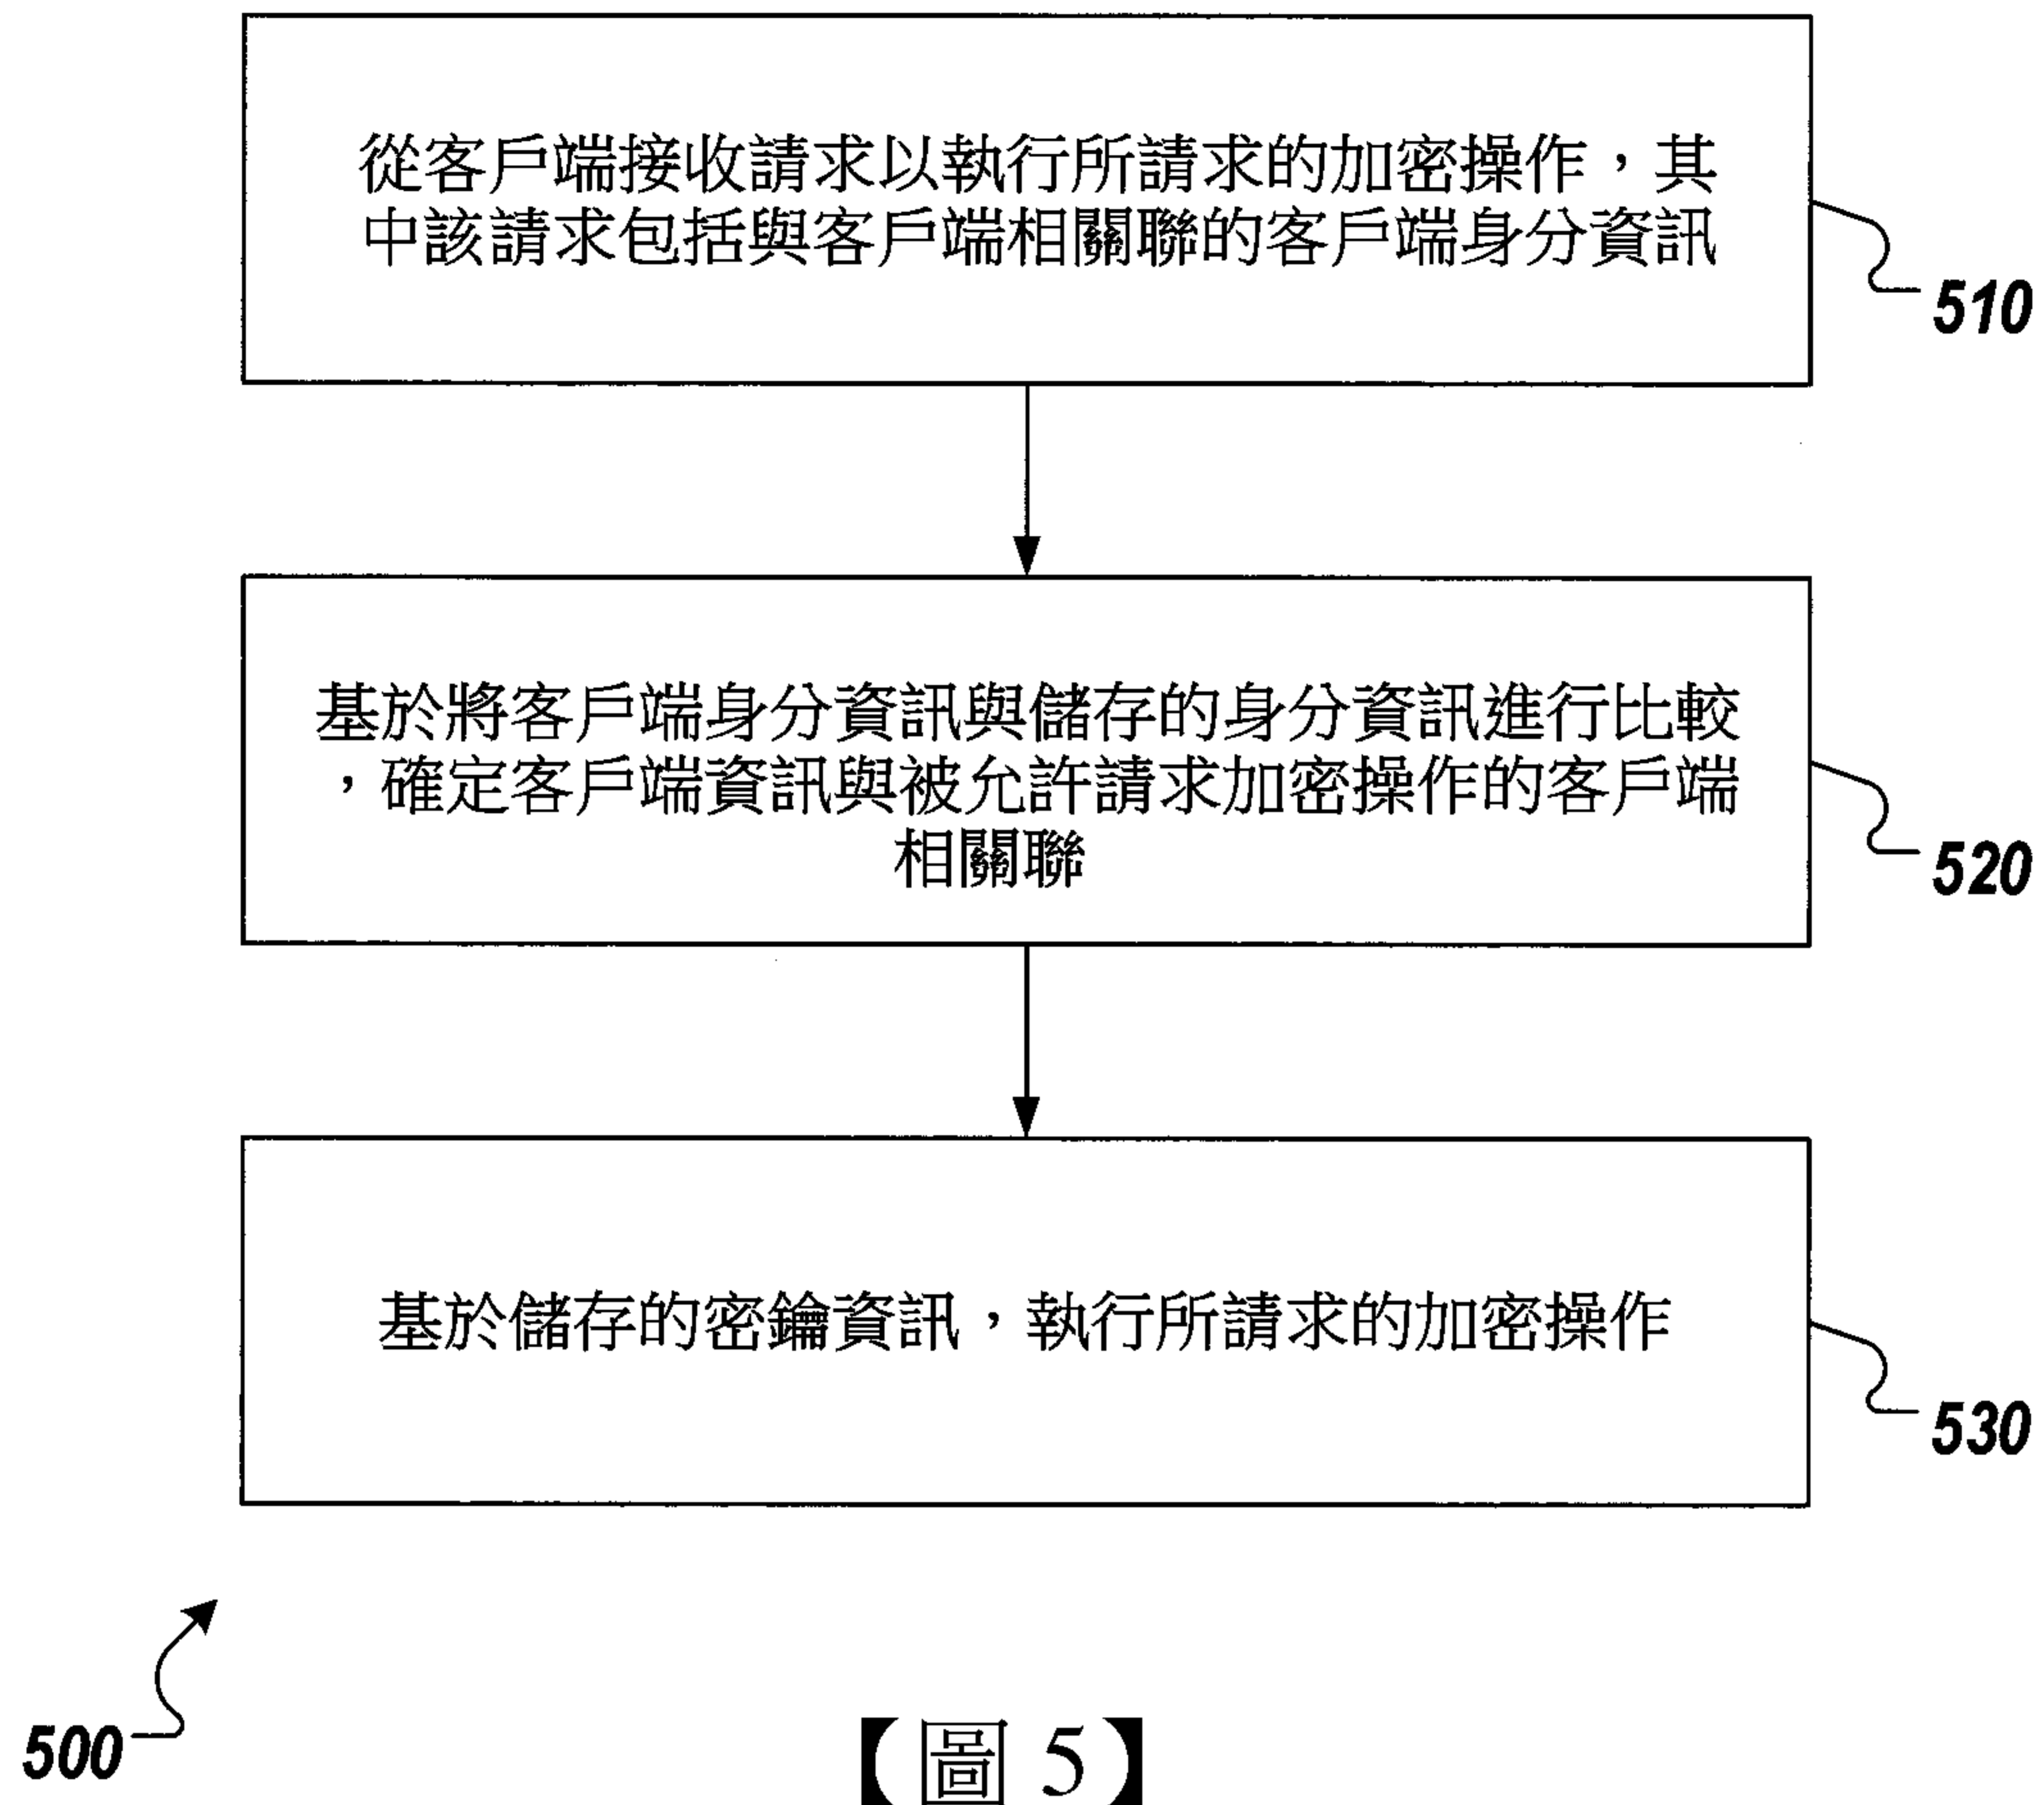 從客戶端接收請求以執行所請求的加密操作，其
中該請求包括與客戶端相關聯的客戶端身分資訊
510
基於將客戶端身分資訊與儲存的身分資訊進行比較
，確定客戶端資訊與被允許請求加密操作的客戶端
相關聯
520
基於儲存的密鑰資訊，執行所請求的加密操作
530
500
【圖 5】